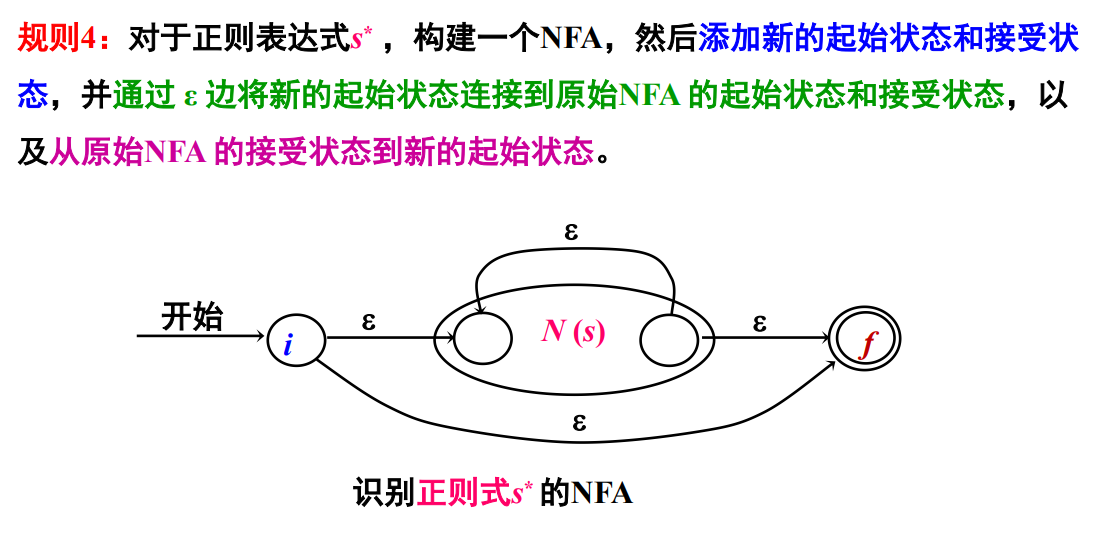 规则4：对于正则表达式s*，构建一个NFA，然后添加新的起始状态和接受状
态，并通过 ε 边将新的起始状态连接到原始NFA 的起始状态和接受状态，以
及从原始NFA 的接受状态到新的起始状态。
ε
开始
ε
ε
i
N (s)
f
ε
识别正则式s* 的NFA